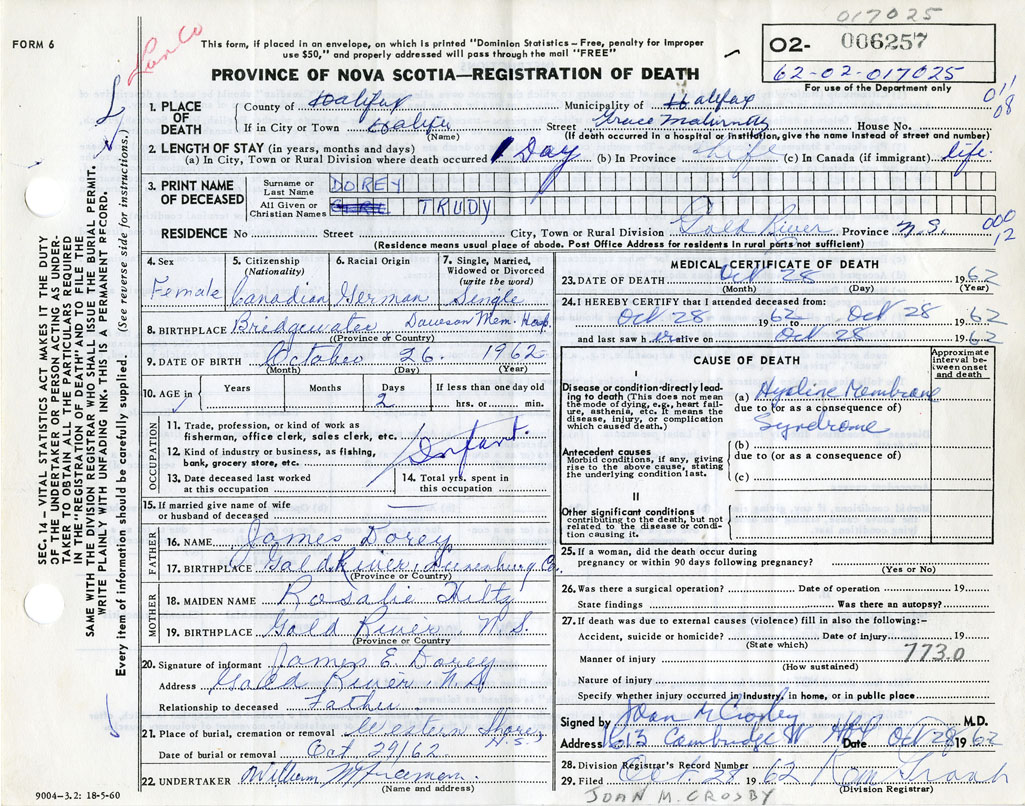 017025
FORM 6
Lun Co
This form, if placed in an envelope, on which is printed "Dominion Statistics – Free, penalty for improper
use $50," and properly addressed will pass through the mail "FREE"
PROVINCE OF NOVA SCOTIA—REGISTRATION OF DEATH
O2- 006257
62-02-017025
For use of the Department only
1. PLACE OF DEATH
County of Halifax Municipality of Halifax
If in City or Town Halifax Street Grace Maternity House No.
(Name) (If death occurred in a hospital or institution, give the name instead of street and number)
01
08
2. LENGTH OF STAY (in years, months and days)
(a) In City, Town or Rural Division where death occurred 1 Day (b) In Province Life (c) In Canada (if immigrant) life.
3. PRINT NAME OF DECEASED
Surname or Last Name DOREY
All Given or Christian Names TRUDY
RESIDENCE No Street City, Town or Rural Division Gold River Province N.S.
(Residence means usual place of abode. Post Office Address for residents in rural parts not sufficient)
000
12
4. Sex Female
5. Citizenship (Nationality) Canadian
6. Racial Origin German
7. Single, Married, Widowed or Divorced (write the word) Single
8. BIRTHPLACE Bridgewater Dawson Mem. Hosp.
(Province or Country)
9. DATE OF BIRTH October 26. 1962
(Month) (Day) (Year)
10. AGE in Years Months Days 2 If less than one day old hrs. or min.
OCCUPATION
11. Trade, profession, or kind of work as
fisherman, office clerk, sales clerk, etc. Infant.
12. Kind of industry or business, as fishing,
bank, grocery store, etc.
13. Date deceased last worked
at this occupation
14. Total yrs. spent in
this occupation
15. If married give name of wife
or husband of deceased —
FATHER
16. NAME James Dorey
17. BIRTHPLACE Gold River, Lunenburg Co.
(Province or Country)
MOTHER
18. MAIDEN NAME Rosalie Hiltz
19. BIRTHPLACE Gold River N.S
(Province or Country
20. Signature of informant James E Dorey
Address Gold River N.S
Relationship to deceased Father
21. Place of burial, cremation or removal Western Shore, N.S.
Date of burial or removal Oct 29/62
22. UNDERTAKER William
(Name and address)
MEDICAL CERTIFICATE OF DEATH
23. DATE OF DEATH Oct 28 1962
(Month) (Day) (Year)
24. I HEREBY CERTIFY that I attended deceased from:
Oct 28 1962 to Oct 28 1962
and last saw her alive on Oct 28 1962
CAUSE OF DEATH
Approximate interval between onset and death
I
Disease or condition directly leading to death (This does not mean the mode of dying, e.g., heart failure, asthenia, etc. It means the disease, injury, or complication which caused death.)
(a) Hyaline Membrane
due to (or as a consequence of)
Syndrome
Antecedent causes
Morbid conditions, if any, giving rise to the above cause, stating the underlying condition last.
(b)
due to (or as a consequence of)
(c)
II
Other significant conditions
contributing to the death, but not related to the disease or condition causing it.
25. If a woman, did the death occur during
pregnancy or within 90 days following pregnancy?
(Yes or No)
26. Was there a surgical operation? Date of operation 19
State findings Was there an autopsy?
27. If death was due to external causes (violence) fill in also the following:-
Accident, suicide or homicide? Date of injury 19
(State which)
Manner of injury 773.0
(How sustained)
Nature of injury
Specify whether injury occurred in industry, in home, or in public place
Signed by Joan M Crosby M.D.
Address 1613 Cambridge St Hfx Date Oct 28 1962
28. Division Registrar's Record Number
29. Filed Oct 28 1962
(Division Registrar)
JOAN M. CROSBY
SEC. 14 – VITAL STATISTICS ACT MAKES IT THE DUTY
OF THE UNDERTAKER OR PERSON ACTING AS UNDER-
TAKER TO OBTAIN ALL THE PARTICULARS REQUIRED
IN THE "REGISTRATION OF DEATH" AND TO FILE THE
SAME WITH THE DIVISION REGISTRAR WHO SHALL ISSUE THE BURIAL PERMIT.
WRITE PLAINLY WITH UNFADING INK. THIS IS A PERMANENT RECORD.
Every item of information should be carefully supplied. (See reverse side for instructions.)
9004–3.2: 18-5-60